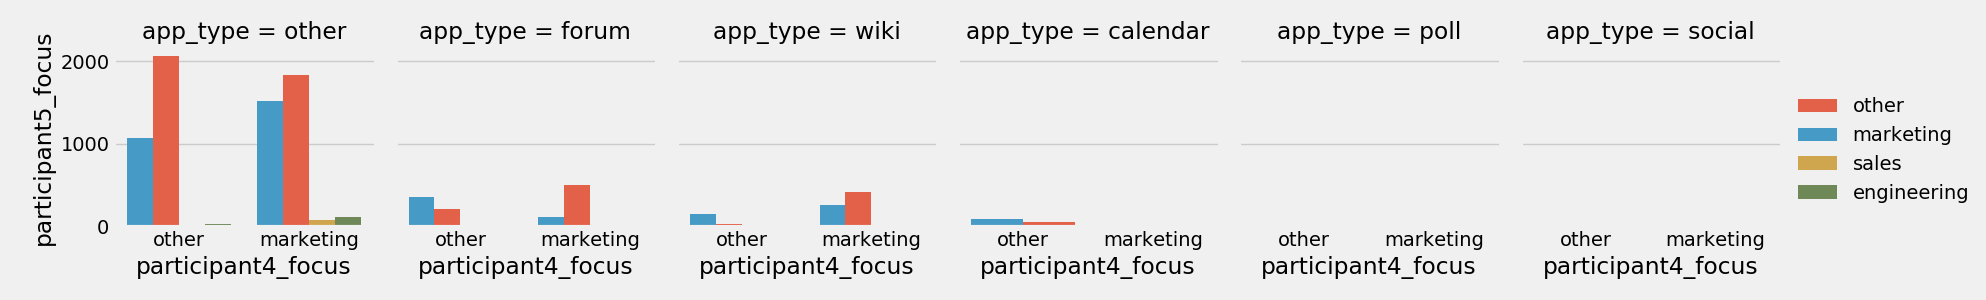 app_type = other
app_type = forum
app_type = wiki
app_type = calendar
app_type = poll
app_type = social
participant5_focus
2000
1000
0
other marketing
other marketing
other marketing
other marketing
other marketing
other marketing
participant4_focus
participant4_focus
participant4_focus
participant4_focus
participant4_focus
participant4_focus
other
marketing
sales
engineering